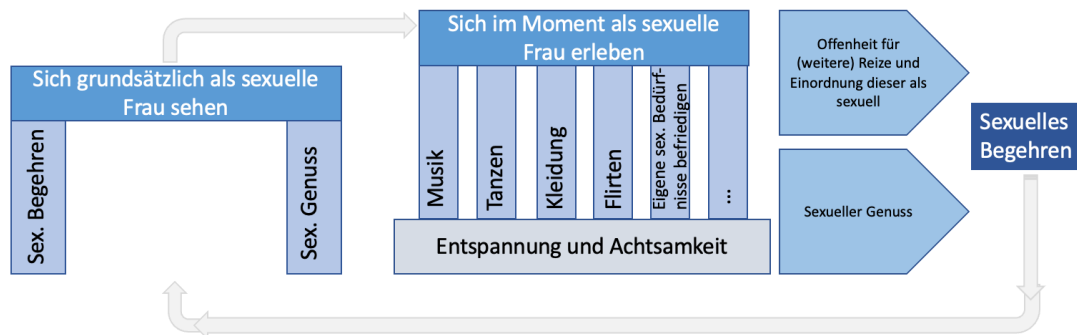 Sich grundsätzlich als sexuelle
Frau sehen
Sex. Begehren
Sex. Genuss
Sich im Moment als sexuelle
Frau erleben
Musik
Tanzen
Kleidung
Flirten
Eigene sex. Bedürf-
nisse befriedigen
...
Entspannung und Achtsamkeit
Offenheit für
(weitere) Reize und
Einordnung dieser als
sexuell
Sexueller Genuss
Sexuelles
Begehren